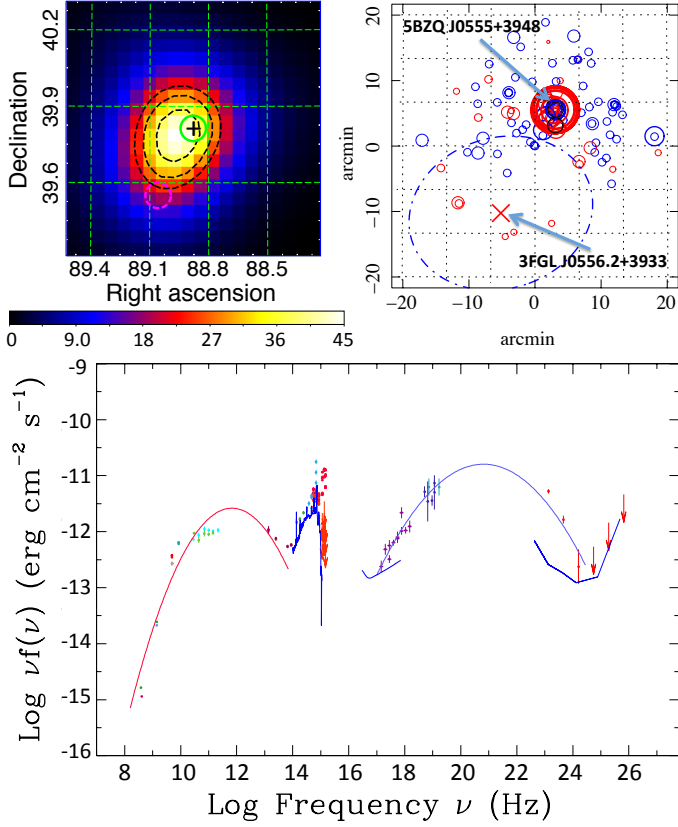 40.2
39.9
39.6
Declination
89.4 89.1 88.8 88.5
Right ascension
0 9.0 18 27 36 45
5BZQ J0555+3948
20
10
0
−10
−20
arcmin
3FGL J0556.2+3933
−20 −10 0 10 20
arcmin
-9
-10
-11
-12
-13
-14
-15
-16
Log νf(ν) (erg cm⁻² s⁻¹)
8 10 12 14 16 18 20 22 24 26
Log Frequency ν (Hz)